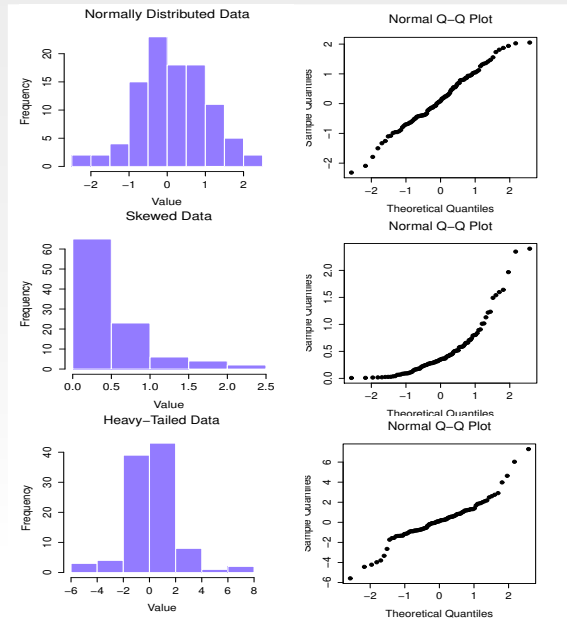 Normally Distributed Data
Normal Q−Q Plot
Frequency
0 5 10 15 20
−2 −1 0 1 2
Value
Sample Quantiles
−2 −1 0 1 2
−2 −1 0 1 2
Theoretical Quantiles
Skewed Data
Normal Q−Q Plot
Frequency
0 10 20 30 40 50 60
0.0 0.5 1.0 1.5 2.0 2.5
Value
Sample Quantiles
0.0 0.5 1.0 1.5 2.0
−2 −1 0 1 2
Theoretical Quantiles
Heavy−Tailed Data
Normal Q−Q Plot
Frequency
0 10 20 30 40
−6 −4 −2 0 2 4 6 8
Value
Sample Quantiles
−6 −4 −2 0 2 4 6
−2 −1 0 1 2
Theoretical Quantiles